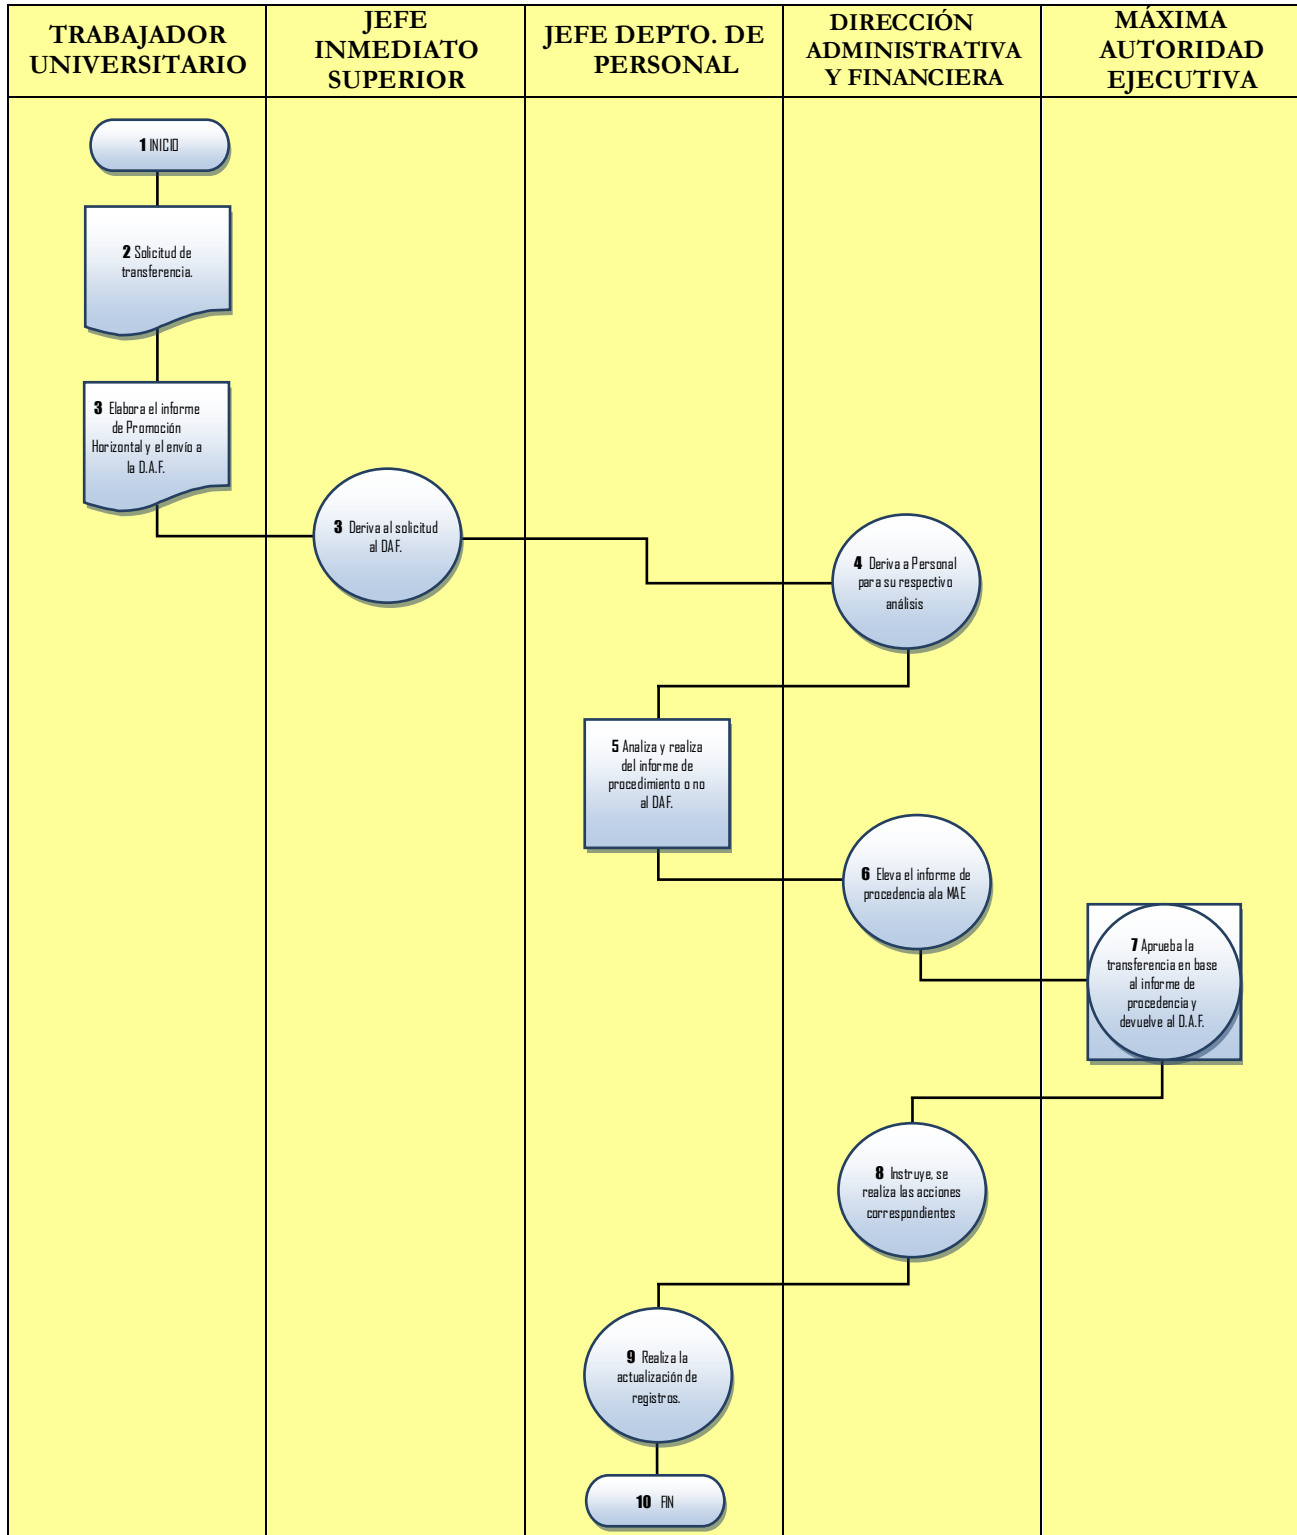 TRABAJADOR
UNIVERSITARIO
JEFE
INMEDIATO
SUPERIOR
JEFE DEPTO. DE
PERSONAL
DIRECCIÓN
ADMINISTRATIVA
Y FINANCIERA
MÁXIMA
AUTORIDAD
EJECUTIVA
1 INICIO
2 Solicitud de
transferencia.
3 Elabora el informe
de Promoción
Horizontal y el envío a
la D.A.F.
3 Deriva al solicitud
al DAF.
4 Deriva a Personal
para su respectivo
análisis
5 Analiza y realiza
del informe de
procedimiento o no
al DAF.
6 Eleva el informe de
procedencia ala MAE
7 Aprueba la
transferencia en base
al informe de
procedencia y
devuelve al D.A.F.
8 Instruye, se
realiza las acciones
correspondientes
9 Realiza la
actualización de
registros.
10 FIN